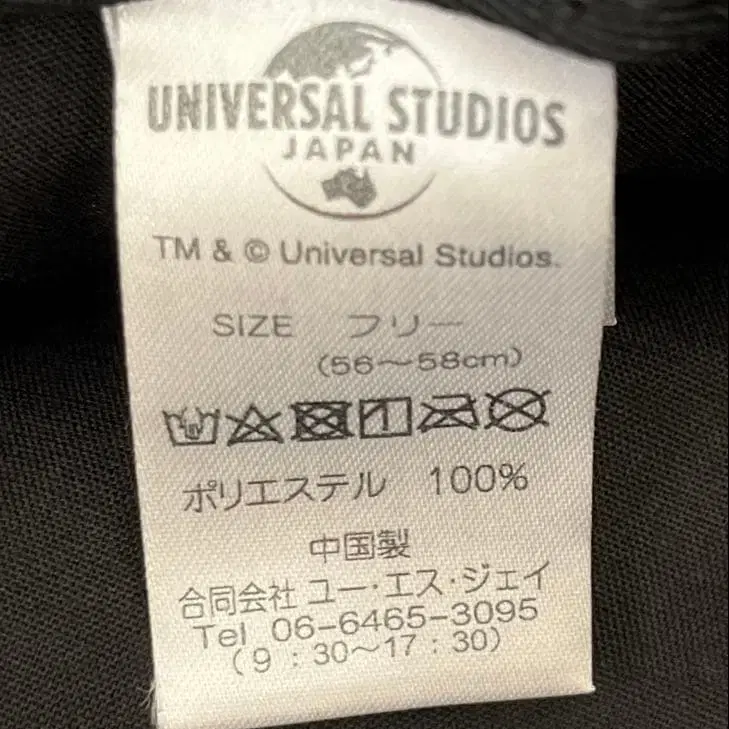 UNIVERSAL STUDIOS
JAPAN
TM & © Universal Studios.
SIZE フリー
(56〜58cm)
ポリエステル 100%
中国製
合同会社 ユー・エス・ジェイ
Tel 06-6465-3095
(9:30〜17:30)